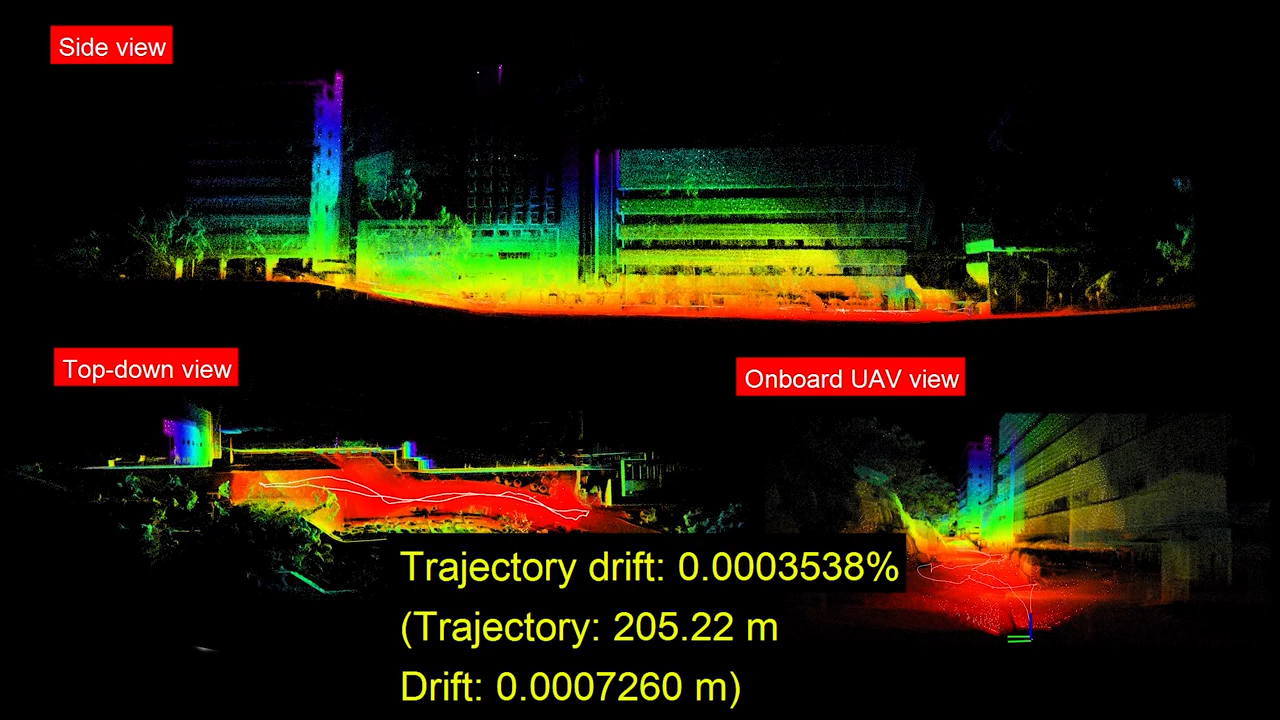 Side view
Top-down view
Onboard UAV view
Trajectory drift: 0.0003538%
(Trajectory: 205.22 m
Drift: 0.0007260 m)